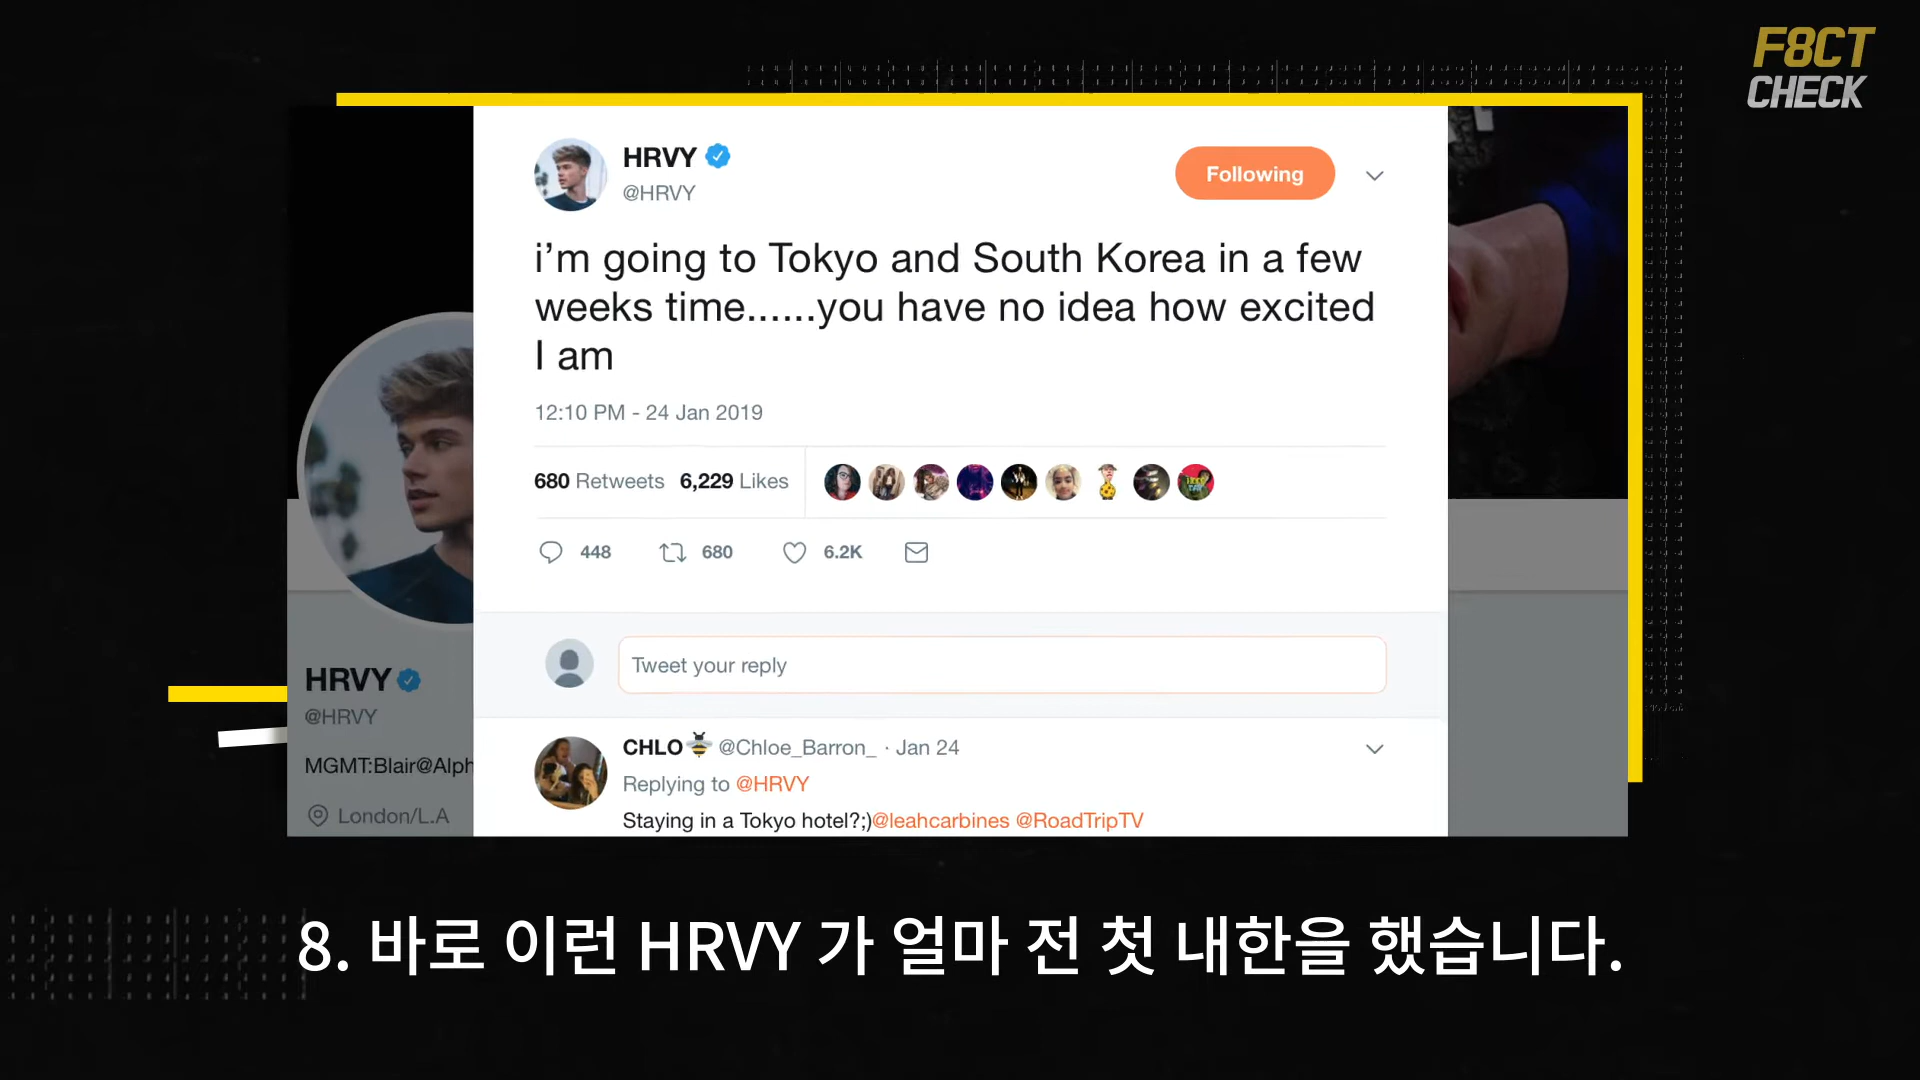 F8CT
CHECK
HRVY
@HRVY
Following
i’m going to Tokyo and South Korea in a few
weeks time......you have no idea how excited
I am
12:10 PM - 24 Jan 2019
680 Retweets 6,229 Likes
448 680 6.2K
Tweet your reply
HRVY
@HRVY
MGMT:Blair@Alph
London/L.A
CHLO🐝 @Chloe_Barron_ · Jan 24
Replying to @HRVY
Staying in a Tokyo hotel?;)@leahcarbines @RoadTripTV
8. 바로 이런 HRVY 가 얼마 전 첫 내한을 했습니다.